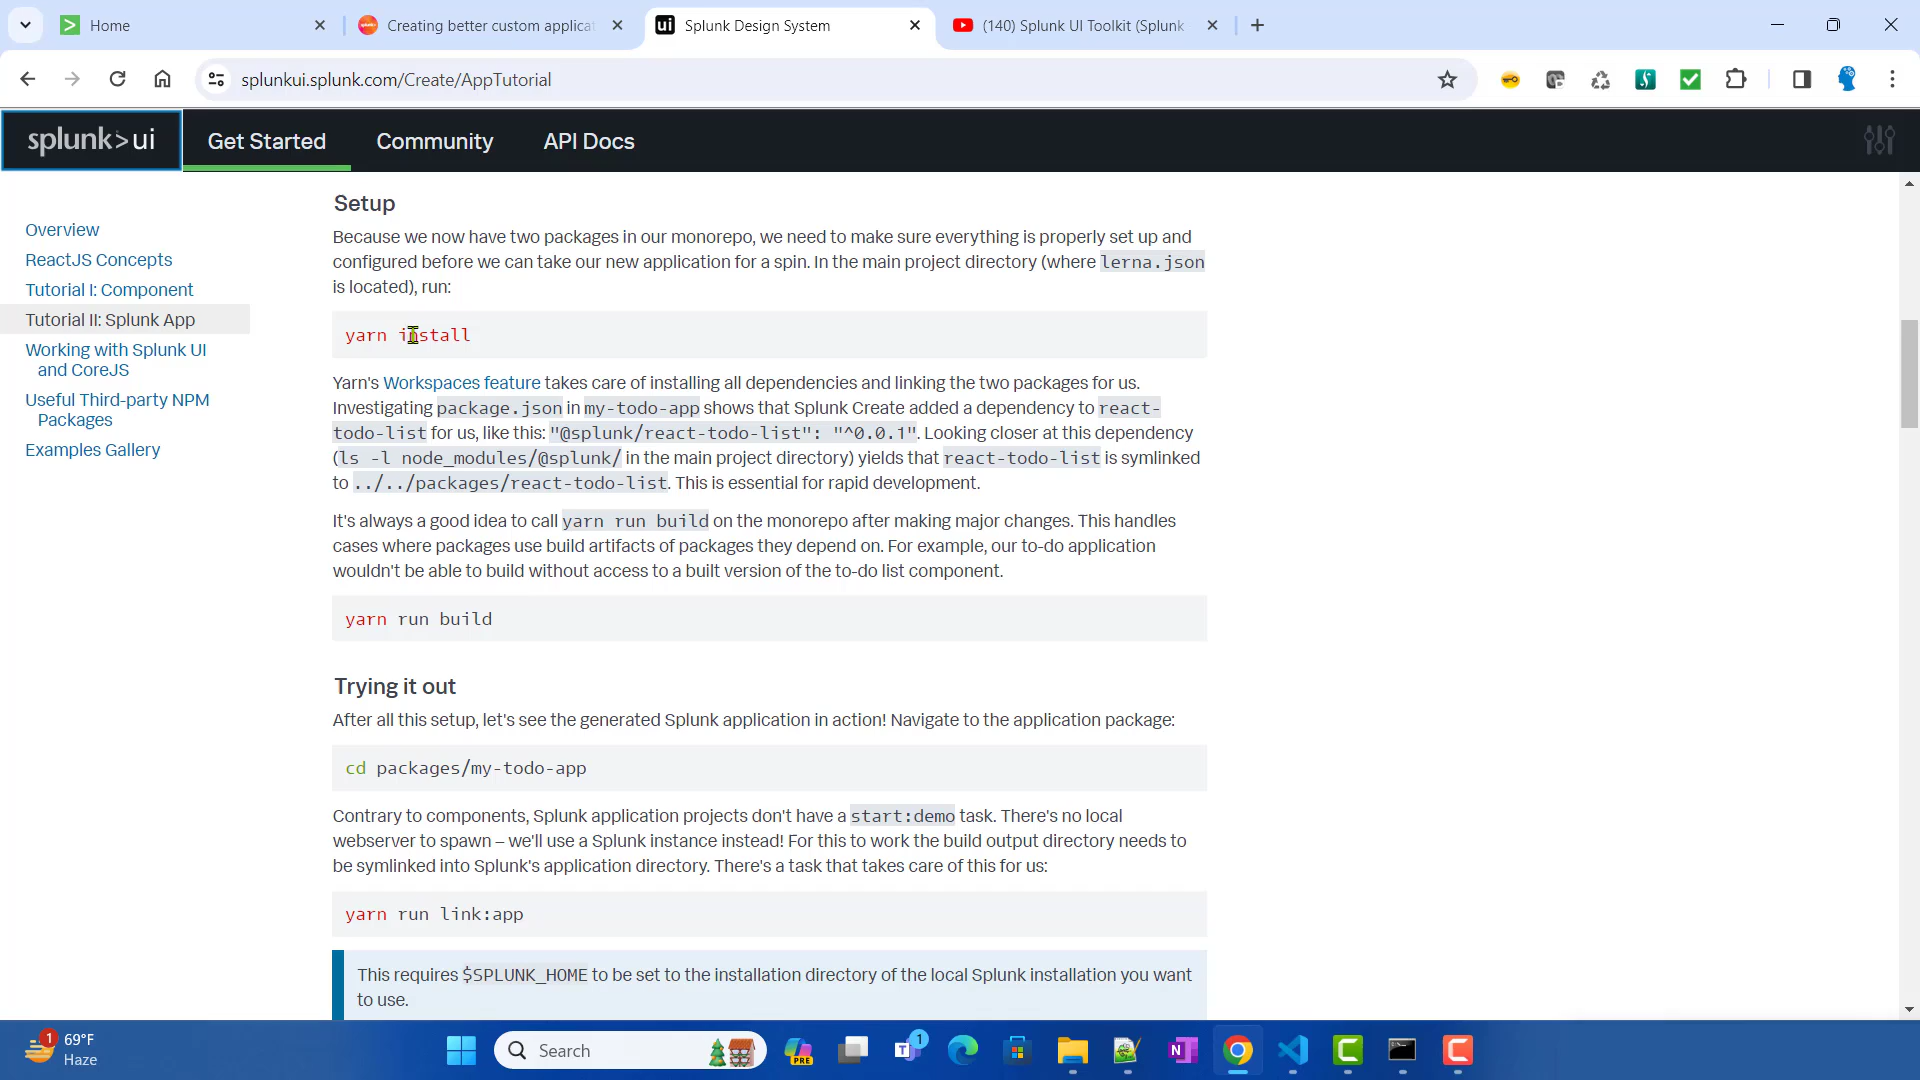 Home
Creating better custom applicat
Splunk Design System
(140) Splunk UI Toolkit (Splunk
splunkui.splunk.com/Create/AppTutorial
splunk>ui
Get Started
Community
API Docs
Overview
ReactJS Concepts
Tutorial I: Component
Tutorial II: Splunk App
Working with Splunk UI
and CoreJS
Useful Third-party NPM
Packages
Examples Gallery
Setup
Because we now have two packages in our monorepo, we need to make sure everything is properly set up and
configured before we can take our new application for a spin. In the main project directory (where lerna.json
is located), run:
yarn install
Yarn's Workspaces feature takes care of installing all dependencies and linking the two packages for us.
Investigating package.json in my-todo-app shows that Splunk Create added a dependency to react-
todo-list for us, like this: "@splunk/react-todo-list": "^0.0.1". Looking closer at this dependency
(ls -l node_modules/@splunk/ in the main project directory) yields that react-todo-list is symlinked
to ../../packages/react-todo-list. This is essential for rapid development.
It's always a good idea to call yarn run build on the monorepo after making major changes. This handles
cases where packages use build artifacts of packages they depend on. For example, our to-do application
wouldn't be able to build without access to a built version of the to-do list component.
yarn run build
Trying it out
After all this setup, let's see the generated Splunk application in action! Navigate to the application package:
cd packages/my-todo-app
Contrary to components, Splunk application projects don't have a start:demo task. There's no local
webserver to spawn – we'll use a Splunk instance instead! For this to work the build output directory needs to
be symlinked into Splunk's application directory. There's a task that takes care of this for us:
yarn run link:app
This requires $SPLUNK_HOME to be set to the installation directory of the local Splunk installation you want
to use.
1
69°F
Haze
Search
PRE
1